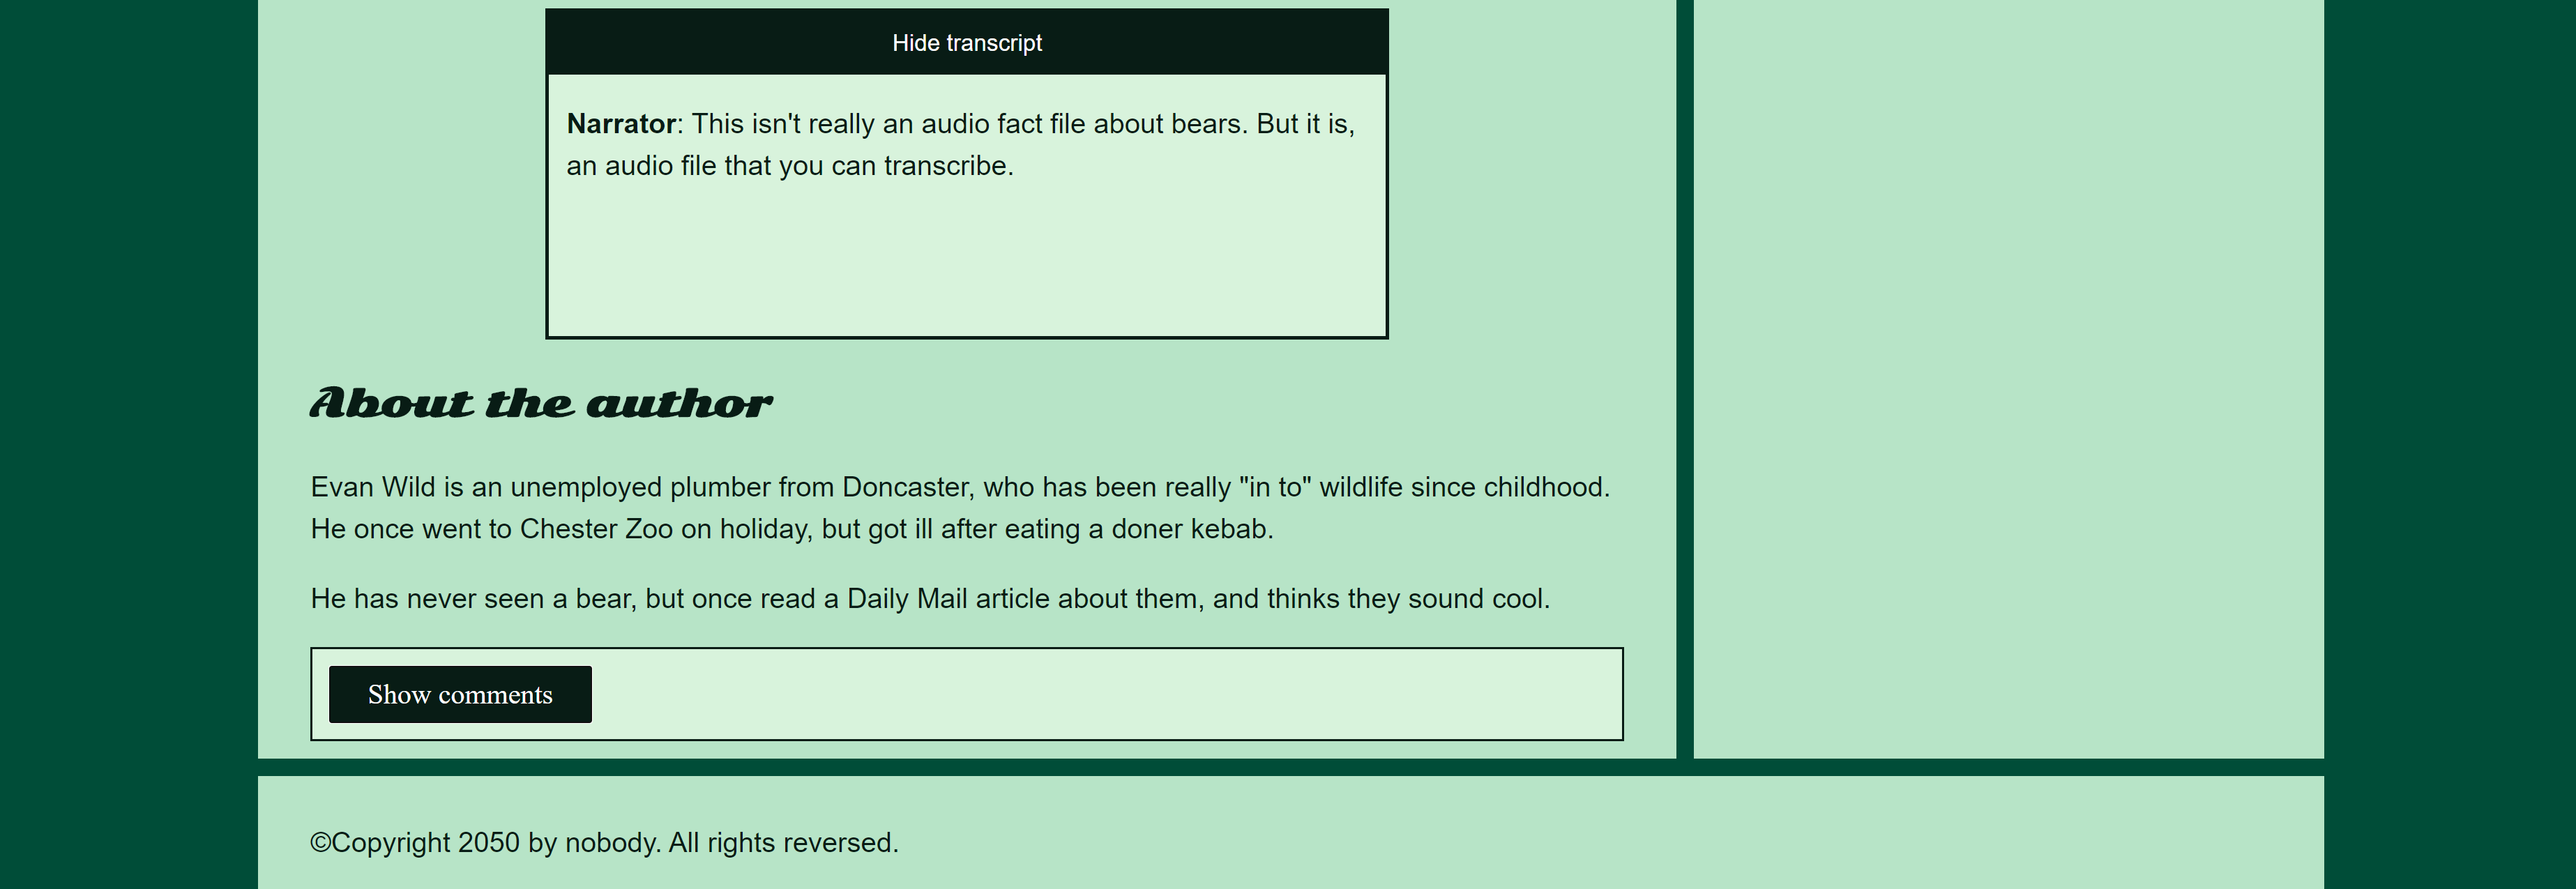 Hide transcript
Narrator: This isn't really an audio fact file about bears. But it is,
an audio file that you can transcribe.
About the author
Evan Wild is an unemployed plumber from Doncaster, who has been really "in to" wildlife since childhood.
He once went to Chester Zoo on holiday, but got ill after eating a doner kebab.
He has never seen a bear, but once read a Daily Mail article about them, and thinks they sound cool.
Show comments
©Copyright 2050 by nobody. All rights reversed.